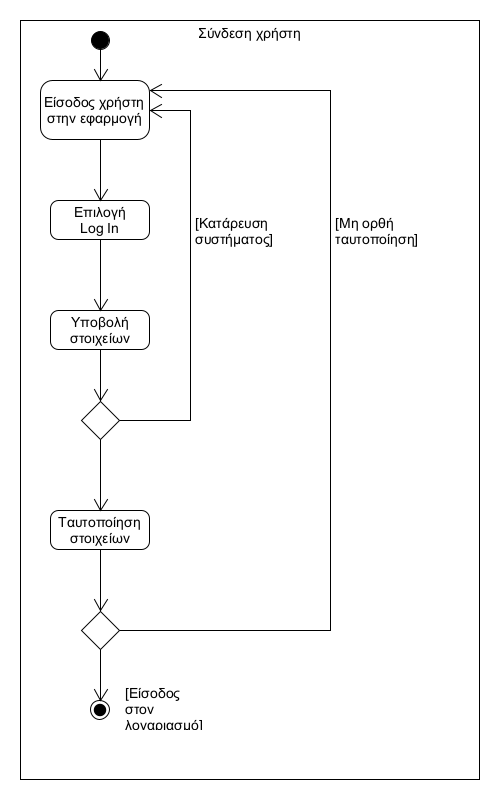 Σύνδεση χρήστη
Είσοδος χρήστη
στην εφαρμογή
Επιλογή
Log In
[Κατάρευση
συστήματος]
[Μη ορθή
ταυτοποίηση]
Υποβολή
στοιχείων
Ταυτοποίηση
στοιχείων
[Είσοδος
στον
λογαριασμό]